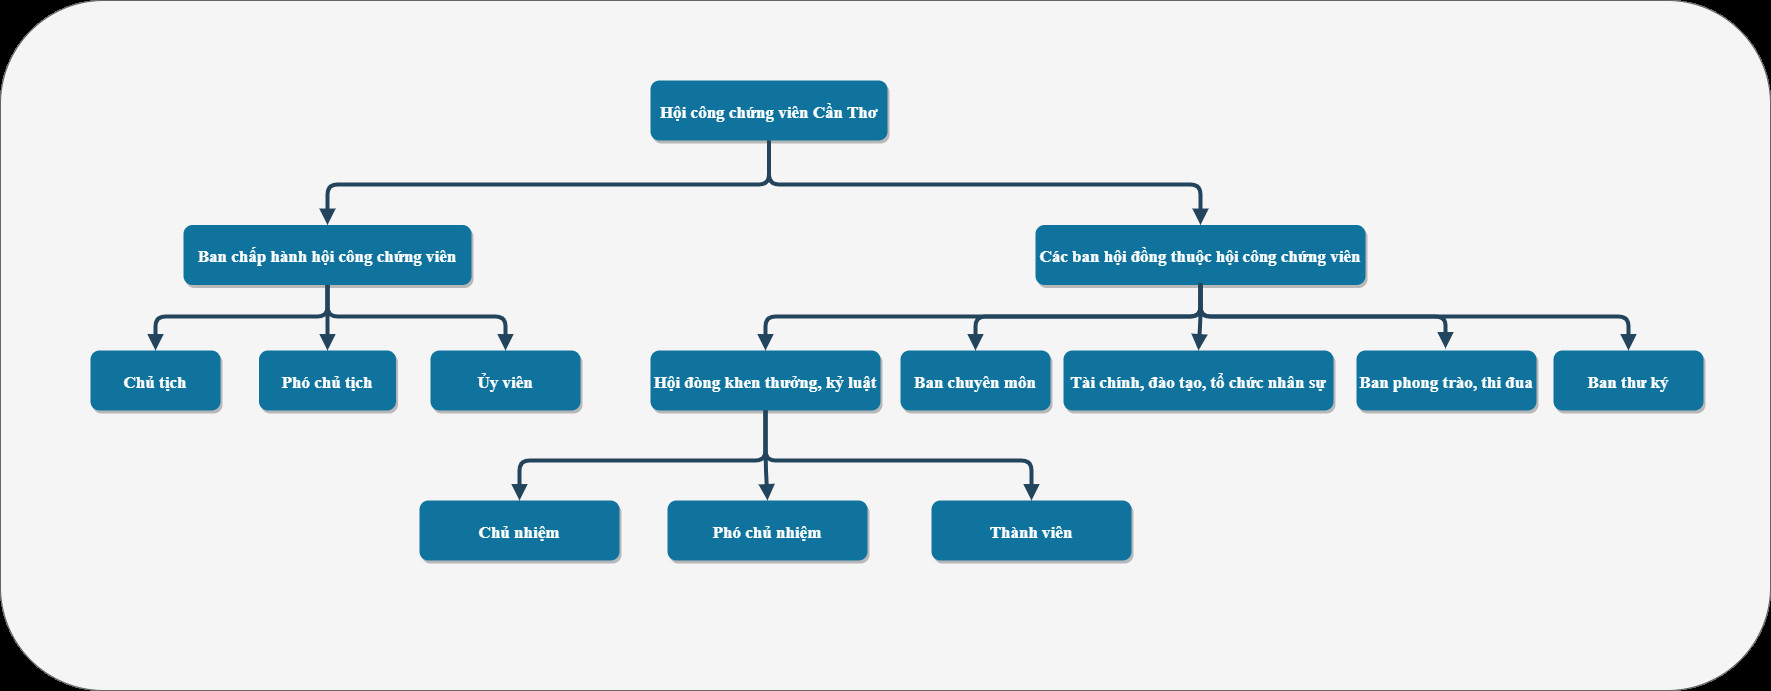 Hội công chứng viên Cần Thơ
Ban chấp hành hội công chứng viên
Các ban hội đồng thuộc hội công chứng viên
Chủ tịch
Phó chủ tịch
Ủy viên
Hội đòng khen thưởng, kỷ luật
Ban chuyên môn
Tài chính, đào tạo, tổ chức nhân sự
Ban phong trào, thi đua
Ban thư ký
Chủ nhiệm
Phó chủ nhiệm
Thành viên